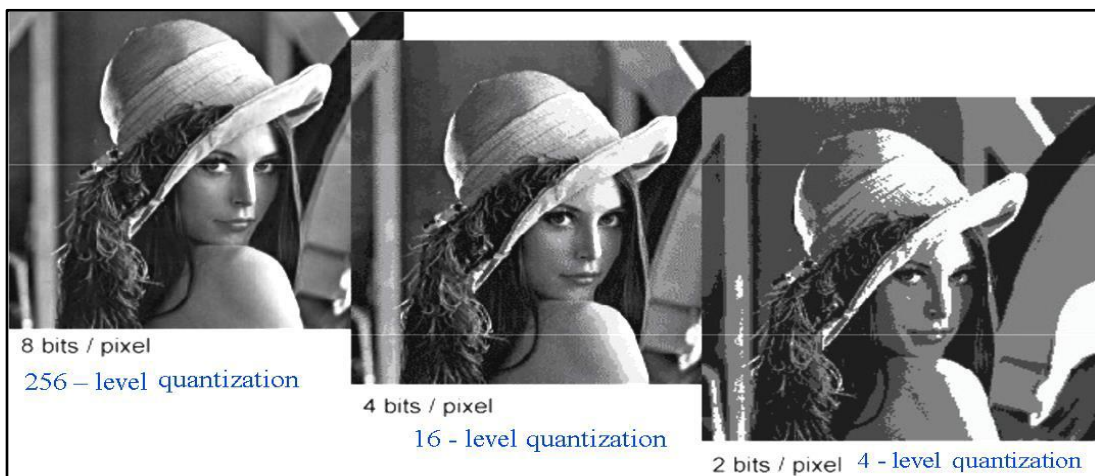 8 bits / pixel
256 – level quantization
4 bits / pixel
16 - level quantization
2 bits / pixel 4 - level quantization